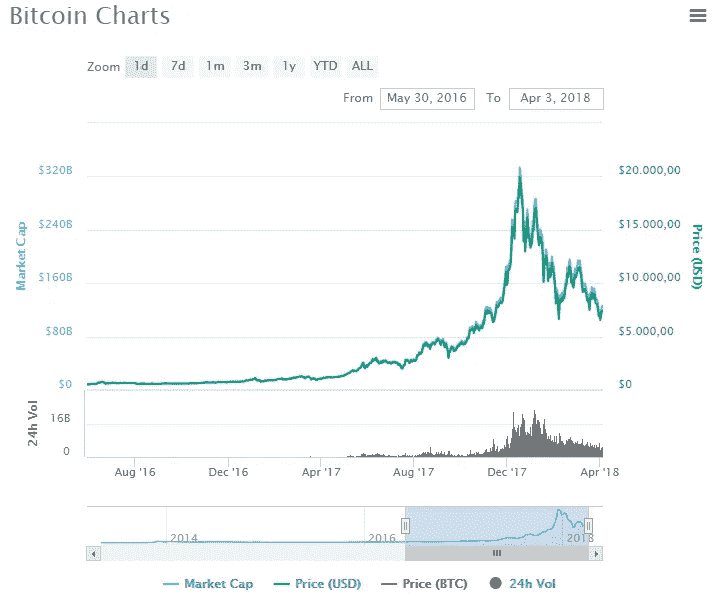 Bitcoin Charts
Zoom 1d 7d 1m 3m 1y YTD ALL
From May 30, 2016 To Apr 3, 2018
Market Cap
$320B
$240B
$160B
$80B
$0
Price (USD)
$20.000,00
$15.000,00
$10.000,00
$5.000,00
$0
24h Vol
16B
0
Aug '16 Dec '16 Apr '17 Aug '17 Dec '17 Apr '18
2014 2016 2018
Market Cap Price (USD) Price (BTC) 24h Vol